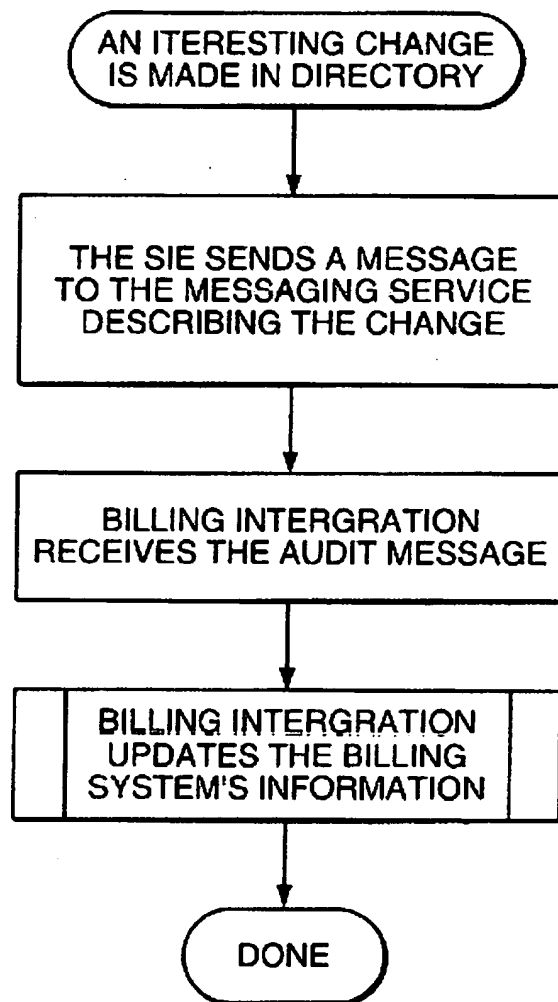 AN ITERESTING CHANGE
IS MADE IN DIRECTORY
THE SIE SENDS A MESSAGE
TO THE MESSAGING SERVICE
DESCRIBING THE CHANGE
BILLING INTERGRATION
RECEIVES THE AUDIT MESSAGE
BILLING INTERGRATION
UPDATES THE BILLING
SYSTEM'S INFORMATION
DONE